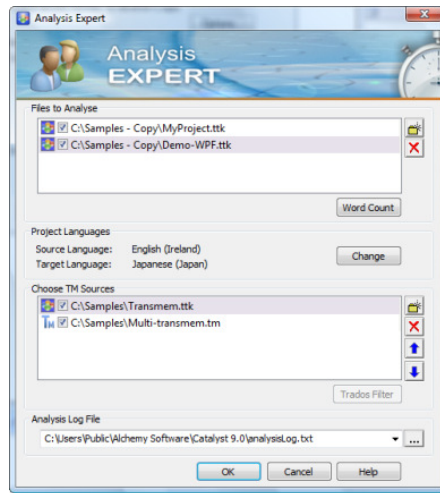 Analysis Expert
Analysis
EXPERT
Files to Analyse
C:\Samples - Copy\MyProject.ttk
C:\Samples - Copy\Demo-WPF.ttk
Word Count
Project Languages
Source Language: English (Ireland)
Change
Target Language: Japanese (Japan)
Choose TM Sources
C:\Samples\Transmem.ttk
TM C:\Samples\Multi-transmem.tm
Trados Filter
Analysis Log File
C:\Users\Public\Alchemy Software\Catalyst 9.0\analysisLog.txt ...
OK Cancel Help